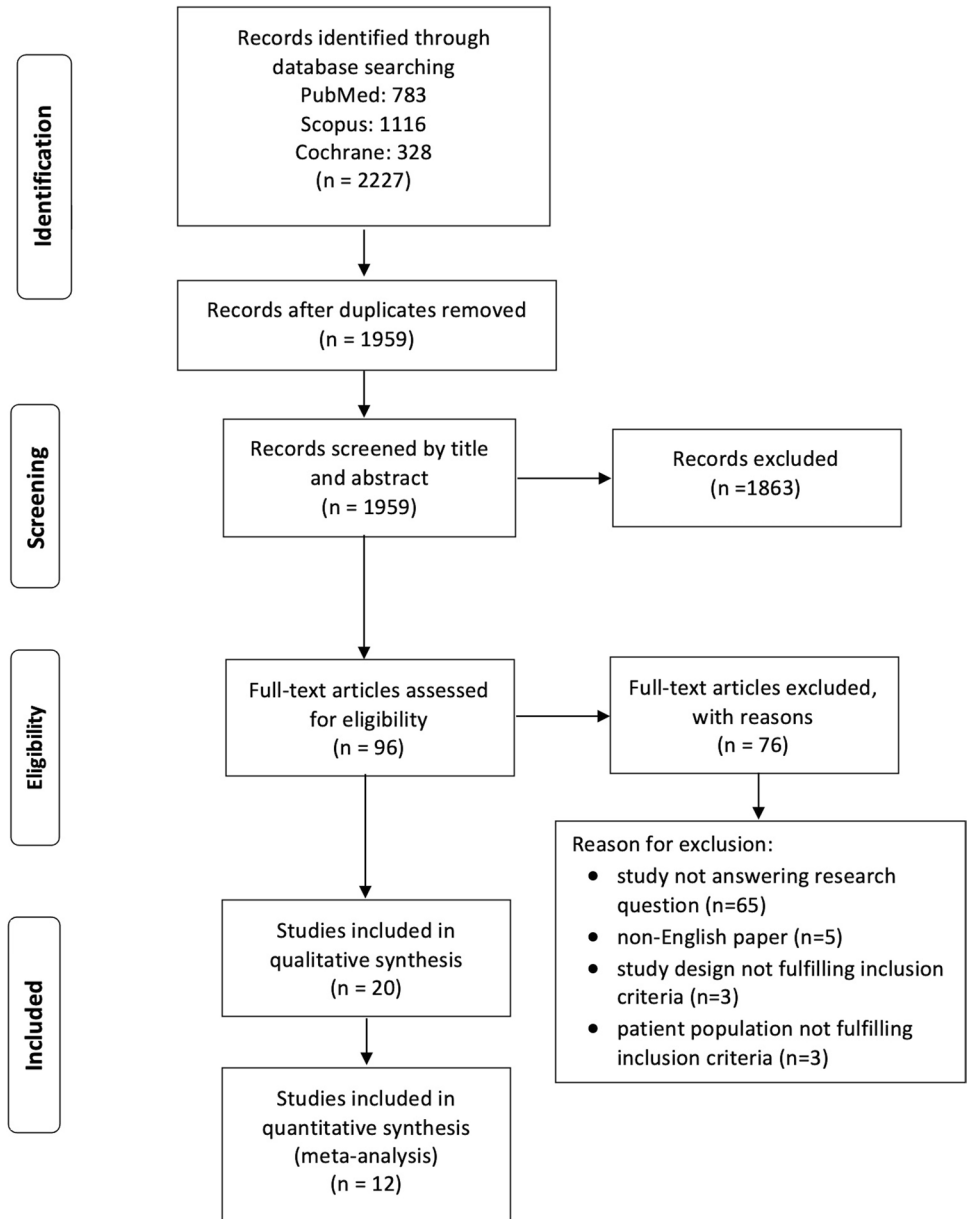 Identification
Records identified through
database searching
PubMed: 783
Scopus: 1116
Cochrane: 328
(n = 2227)
Records after duplicates removed
(n = 1959)
Screening
Records screened by title
and abstract
(n = 1959)
Records excluded
(n =1863)
Eligibility
Full-text articles assessed
for eligibility
(n = 96)
Full-text articles excluded,
with reasons
(n = 76)
Reason for exclusion:
• study not answering research
question (n=65)
• non-English paper (n=5)
• study design not fulfilling inclusion
criteria (n=3)
• patient population not fulfilling
inclusion criteria (n=3)
Included
Studies included in
qualitative synthesis
(n = 20)
Studies included in
quantitative synthesis
(meta-analysis)
n = 12)